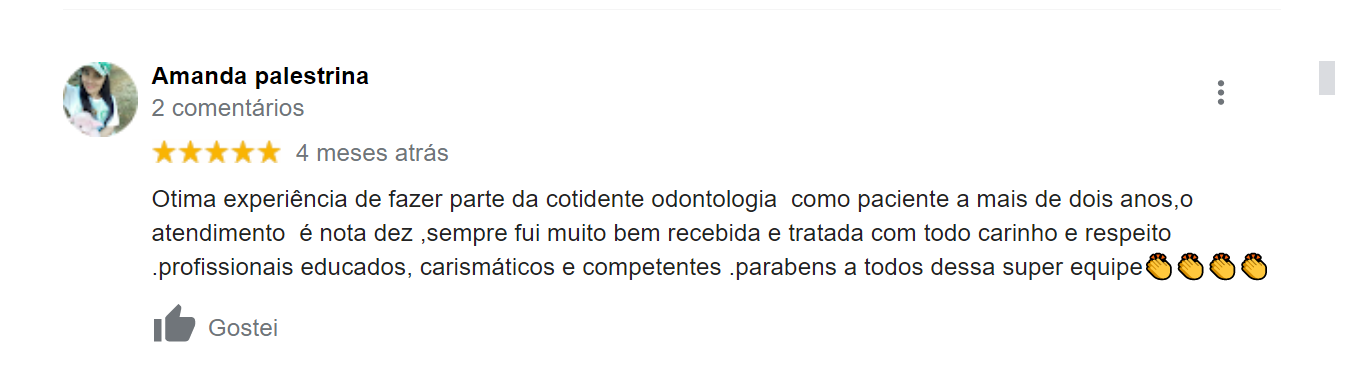 Amanda palestrina
2 comentários
4 meses atrás
Otima experiência de fazer parte da cotidente odontologia  como paciente a mais de dois anos,o
atendimento  é nota dez ,sempre fui muito bem recebida e tratada com todo carinho e respeito
.profissionais educados, carismáticos e competentes .parabens a todos dessa super equipe👏👏👏👏
Gostei